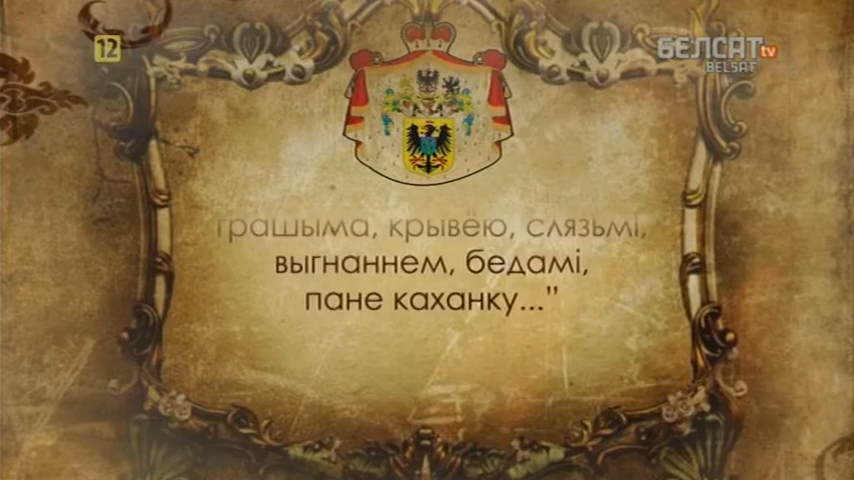 12
БЕЛСАТ tv
BELSAT
грашыма, крывёю, слязьмі,
выгнаннем, бедамі,
пане каханку...”